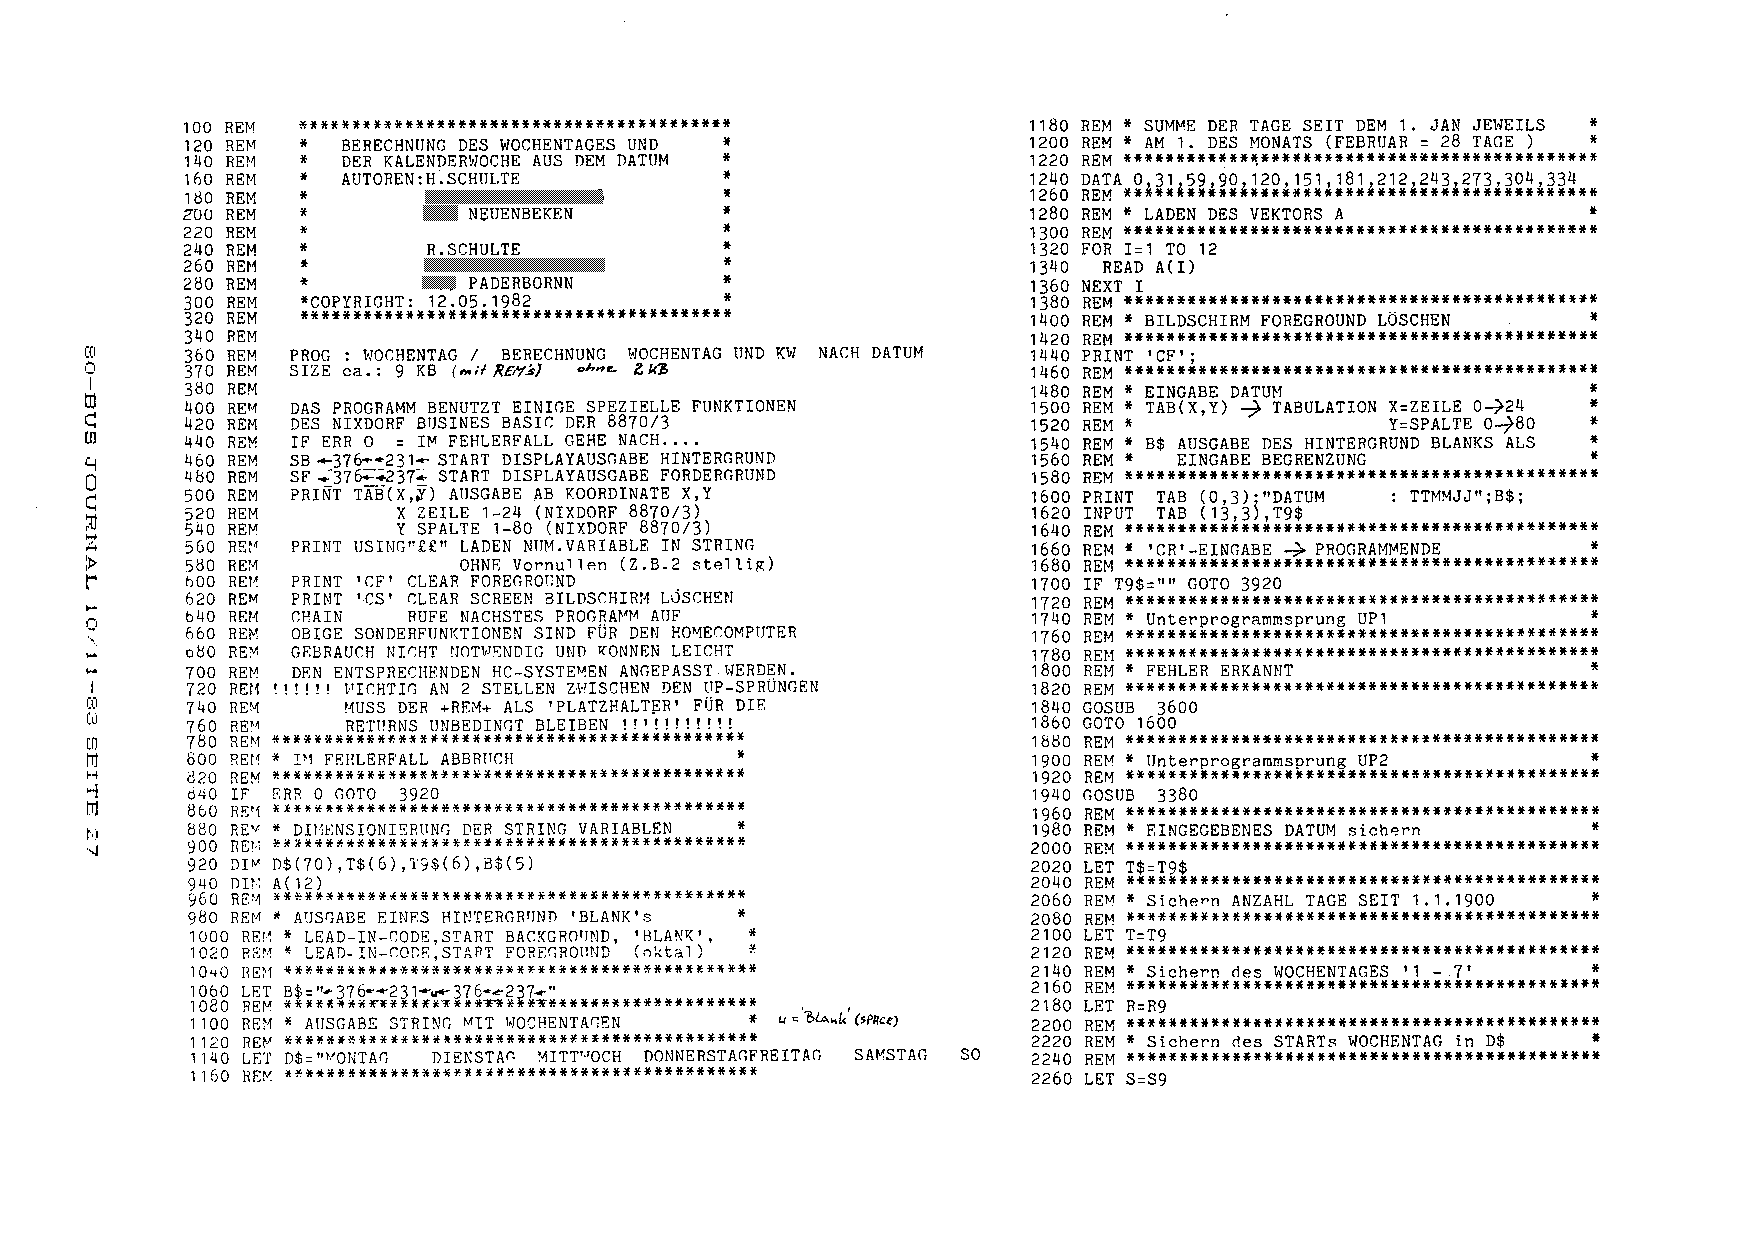 80-BUS JOURNAL 10/11-83 SEITE 27
100 REM    *****************************************
120 REM    *   BERECHNUNG DES WOCHENTAGES UND      *
140 REM    *   DER KALENDERWOCHE AUS DEM DATUM     *
160 REM    *   AUTOREN:H.SCHULTE                   *
180 REM    *                                       *
200 REM    *               NEUENBEKEN              *
220 REM    *                                       *
240 REM    *           R.SCHULTE                   *
260 REM    *                                       *
280 REM    *               PADERBORNN              *
300 REM    *COPYRIGHT: 12.05.1982                  *
320 REM    *****************************************
340 REM
360 REM   PROG : WOCHENTAG /  BERECHNUNG  WOCHENTAG UND KW  NACH DATUM
370 REM   SIZE ca.: 9 KB (mit REM's)   ohne 2 KB
380 REM
400 REM   DAS PROGRAMM BENUTZT EINIGE SPEZIELLE FUNKTIONEN
420 REM   DES NIXDORF BUSINES BASIC DER 8870/3
440 REM   IF ERR 0  = IM FEHLERFALL GEHE NACH....
460 REM   SB ←376←←231← START DISPLAYAUSGABE HINTERGRUND
480 REM   SF ←376←←237← START DISPLAYAUSGABE FORDERGRUND
500 REM   PRINT TAB(X,Y) AUSGABE AB KOORDINATE X,Y
520 REM             X ZEILE 1-24 (NIXDORF 8870/3)
540 REM             Y SPALTE 1-80 (NIXDORF 8870/3)
560 REM   PRINT USING"££" LADEN NUM.VARIABLE IN STRING
580 REM                   OHNE Vornullen (Z.B.2 stellig)
600 REM   PRINT 'CF' CLEAR FOREGROUND
620 REM   PRINT 'CS' CLEAR SCREEN BILDSCHIRM LÖSCHEN
640 REM   CHAIN      RUFE NACHSTES PROGRAMM AUF
660 REM   OBIGE SONDERFUNKTIONEN SIND FÜR DEN HOMECOMPUTER
680 REM   GEBRAUCH NICHT NOTWENDIG UND KONNEN LEICHT
700 REM   DEN ENTSPRECHENDEN HC-SYSTEMEN ANGEPASST WERDEN.
720 REM !!!!!! WICHTIG AN 2 STELLEN ZWISCHEN DEN UP-SPRÜNGEN
740 REM        MUSS DER +REM+ ALS 'PLATZHALTER' FÜR DIE
760 REM        RETURNS UNBEDINGT BLEIBEN !!!!!!!!!!!
780 REM *********************************************
800 REM * IM FEHLERFALL ABBRUCH                     *
820 REM *********************************************
840 IF  ERR 0 GOTO  3920
860 REM *********************************************
880 REM * DIMENSIONIERUNG DER STRING VARIABLEN      *
900 REM *********************************************
920 DIM D$(70),T$(6),T9$(6),B$(5)
940 DIM A(12)
960 REM *********************************************
980 REM * AUSGABE EINES HINTERGRUND 'BLANK's        *
1000 REM * LEAD-IN-CODE,START BACKGROUND, 'BLANK',   *
1020 REM * LEAD-IN-CODE,START FOREGROUND  (oktal)    *
1040 REM *********************************************
1060 LET B$="←376←←231←u←376←←237←"
1080 REM *********************************************
1100 REM * AUSGABE STRING MIT WOCHENTAGEN            *  u = 'Blank' (SPACE)
1120 REM *********************************************
1140 LET D$="MONTAG    DIENSTAG  MITTWOCH  DONNERSTAGFREITAG   SAMSTAG   SO
1160 REM *********************************************
1180 REM * SUMME DER TAGE SEIT DEM 1. JAN JEWEILS    *
1200 REM * AM 1. DES MONATS (FEBRUAR = 28 TAGE )     *
1220 REM *********************************************
1240 DATA 0,31,59,90,120,151,181,212,243,273,304,334
1260 REM *********************************************
1280 REM * LADEN DES VEKTORS A                       *
1300 REM *********************************************
1320 FOR I=1 TO 12
1340   READ A(I)
1360 NEXT I
1380 REM *********************************************
1400 REM * BILDSCHIRM FOREGROUND LÖSCHEN             *
1420 REM *********************************************
1440 PRINT 'CF';
1460 REM *********************************************
1480 REM * EINGABE DATUM                             *
1500 REM * TAB(X,Y) -> TABULATION X=ZEILE 0->24      *
1520 REM *                        Y=SPALTE 0->80     *
1540 REM * B$ AUSGABE DES HINTERGRUND BLANKS ALS     *
1560 REM *    EINGABE BEGRENZUNG                     *
1580 REM *********************************************
1600 PRINT  TAB (0,3);"DATUM      : TTMMJJ";B$;
1620 INPUT  TAB (13,3),T9$
1640 REM *********************************************
1660 REM * 'CR'-EINGABE -> PROGRAMMENDE              *
1680 REM *********************************************
1700 IF T9$="" GOTO 3920
1720 REM *********************************************
1740 REM * Unterprogrammsprung UP1                   *
1760 REM *********************************************
1780 REM *********************************************
1800 REM * FEHLER ERKANNT                            *
1820 REM *********************************************
1840 GOSUB  3600
1860 GOTO 1600
1880 REM *********************************************
1900 REM * Unterprogrammsprung UP2                   *
1920 REM *********************************************
1940 GOSUB  3380
1960 REM *********************************************
1980 REM * EINGEGEBENES DATUM sichern                *
2000 REM *********************************************
2020 LET T$=T9$
2040 REM *********************************************
2060 REM * Sichern ANZAHL TAGE SEIT 1.1.1900         *
2080 REM *********************************************
2100 LET T=T9
2120 REM *********************************************
2140 REM * Sichern des WOCHENTAGES '1 - 7'           *
2160 REM *********************************************
2180 LET R=R9
2200 REM *********************************************
2220 REM * Sichern des STARTs WOCHENTAG in D$        *
2240 REM *********************************************
2260 LET S=S9